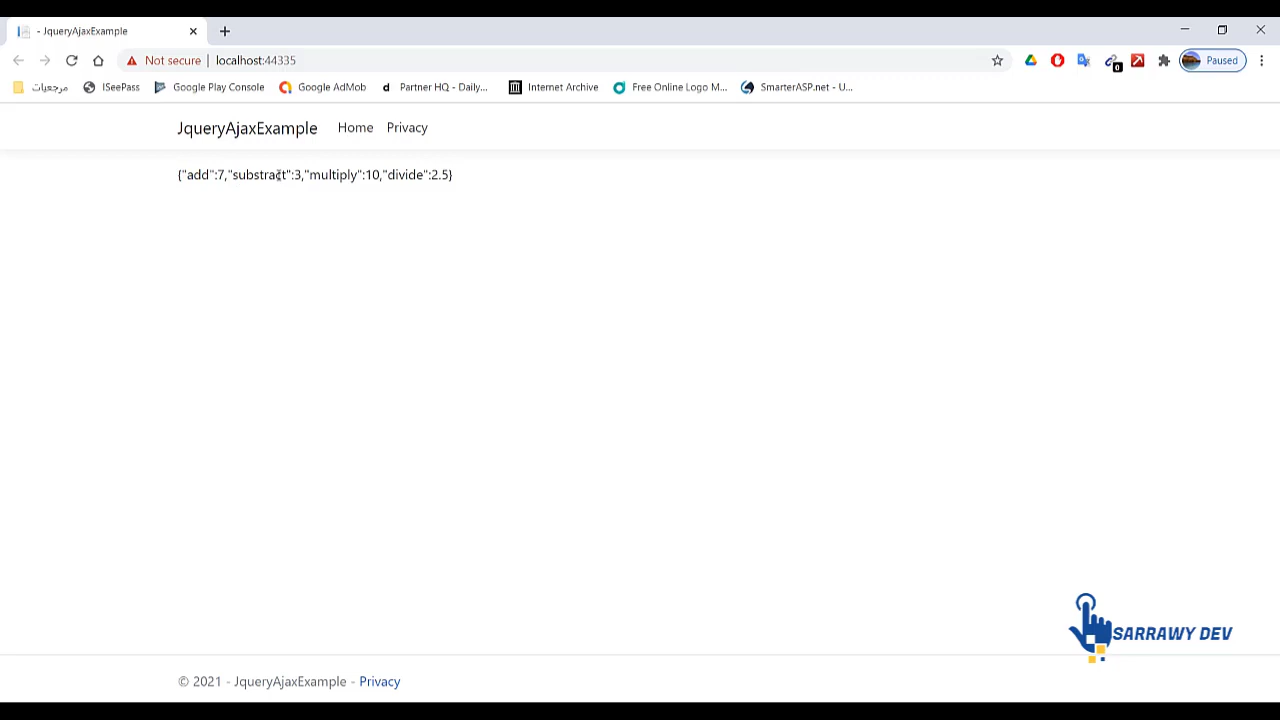 - JqueryAjaxExample
Not secure | localhost:44335
Paused
0
مرجعيات
ISeePass
Google Play Console
Google AdMob
d Partner HQ - Daily...
Internet Archive
Free Online Logo M...
SmarterASP.net - U...
JqueryAjaxExample Home Privacy
{"add":7,"substract":3,"multiply":10,"divide":2.5}
SARRAWY DEV
© 2021 - JqueryAjaxExample - Privacy